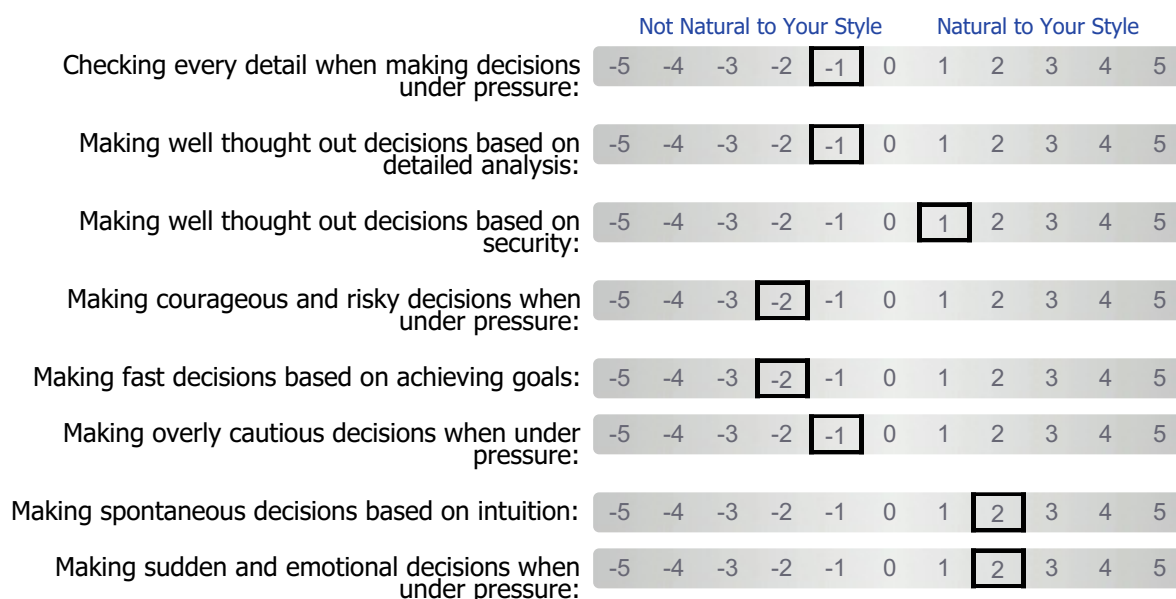 Not Natural to Your Style Natural to Your Style
Checking every detail when making decisions
under pressure:
-5 -4 -3 -2 -1 0 1 2 3 4 5
Making well thought out decisions based on
detailed analysis:
-5 -4 -3 -2 -1 0 1 2 3 4 5
Making well thought out decisions based on
security:
-5 -4 -3 -2 -1 0 1 2 3 4 5
Making courageous and risky decisions when
under pressure:
-5 -4 -3 -2 -1 0 1 2 3 4 5
Making fast decisions based on achieving goals:
-5 -4 -3 -2 -1 0 1 2 3 4 5
Making overly cautious decisions when under
pressure:
-5 -4 -3 -2 -1 0 1 2 3 4 5
Making spontaneous decisions based on intuition:
-5 -4 -3 -2 -1 0 1 2 3 4 5
Making sudden and emotional decisions when
under pressure:
-5 -4 -3 -2 -1 0 1 2 3 4 5